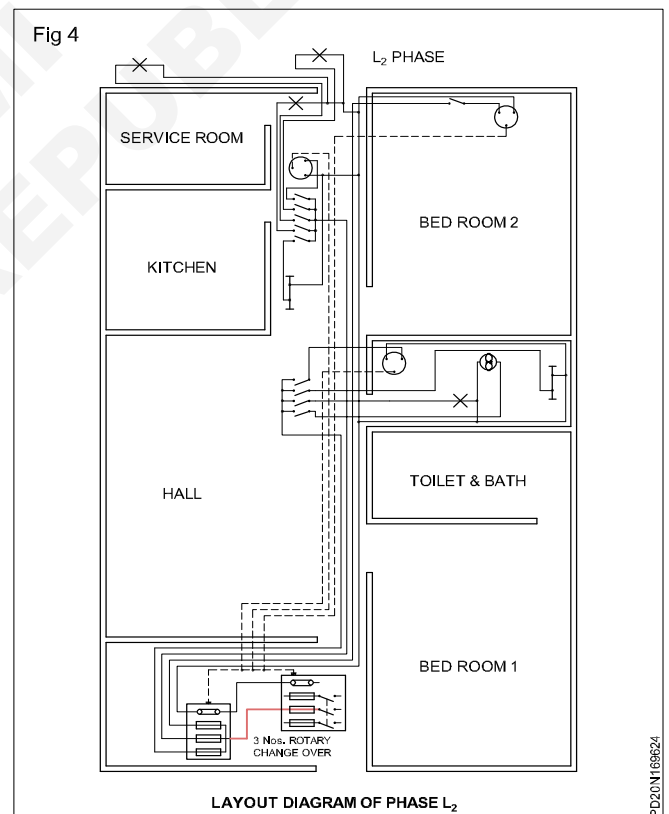 Fig 4
L₂ PHASE
SERVICE ROOM
BED ROOM 2
KITCHEN
TOILET & BATH
HALL
BED ROOM 1
3 Nos. ROTARY
CHANGE OVER
LAYOUT DIAGRAM OF PHASE L₂
PD20N169624